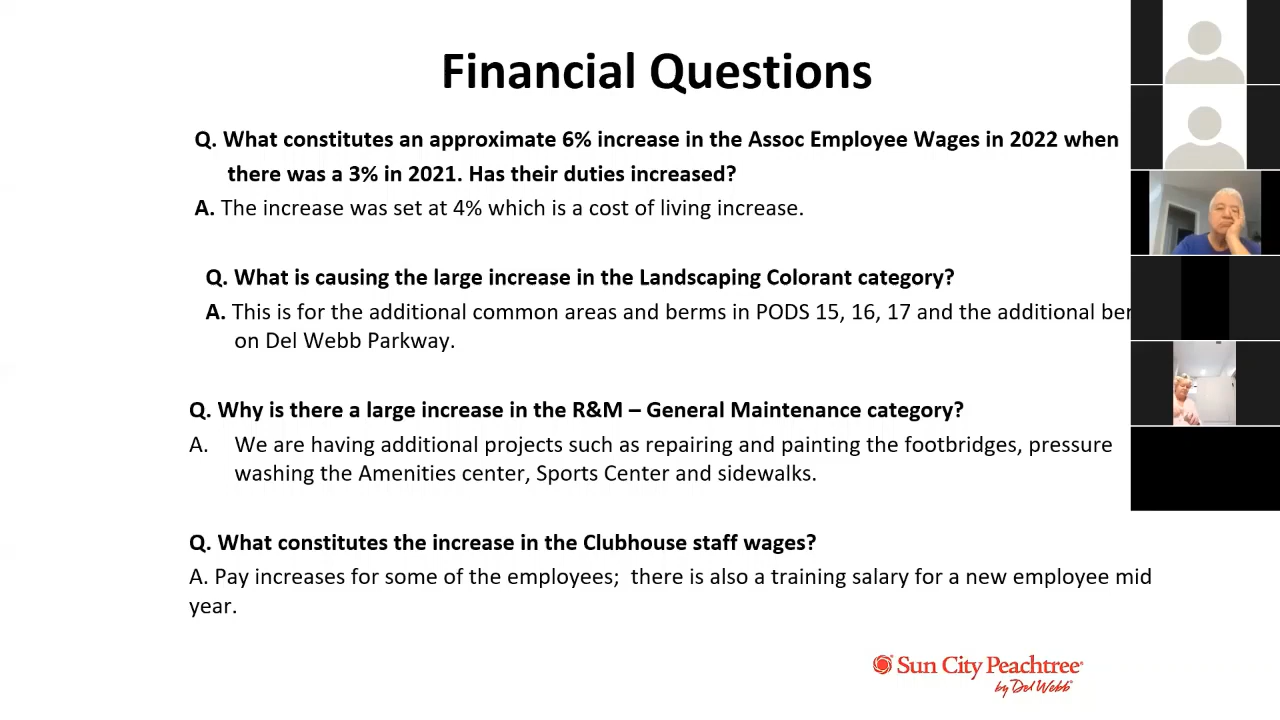 Financial Questions
Q. What constitutes an approximate 6% increase in the Assoc Employee Wages in 2022 when
there was a 3% in 2021. Has their duties increased?
A. The increase was set at 4% which is a cost of living increase.
Q. What is causing the large increase in the Landscaping Colorant category?
A. This is for the additional common areas and berms in PODS 15, 16, 17 and the additional
on Del Webb Parkway.
Q. Why is there a large increase in the R&M – General Maintenance category?
A. We are having additional projects such as repairing and painting the footbridges, pressure
washing the Amenities center, Sports Center and sidewalks.
Q. What constitutes the increase in the Clubhouse staff wages?
A. Pay increases for some of the employees;  there is also a training salary for a new employee mid
year.
Sun City Peachtree
by Del Webb